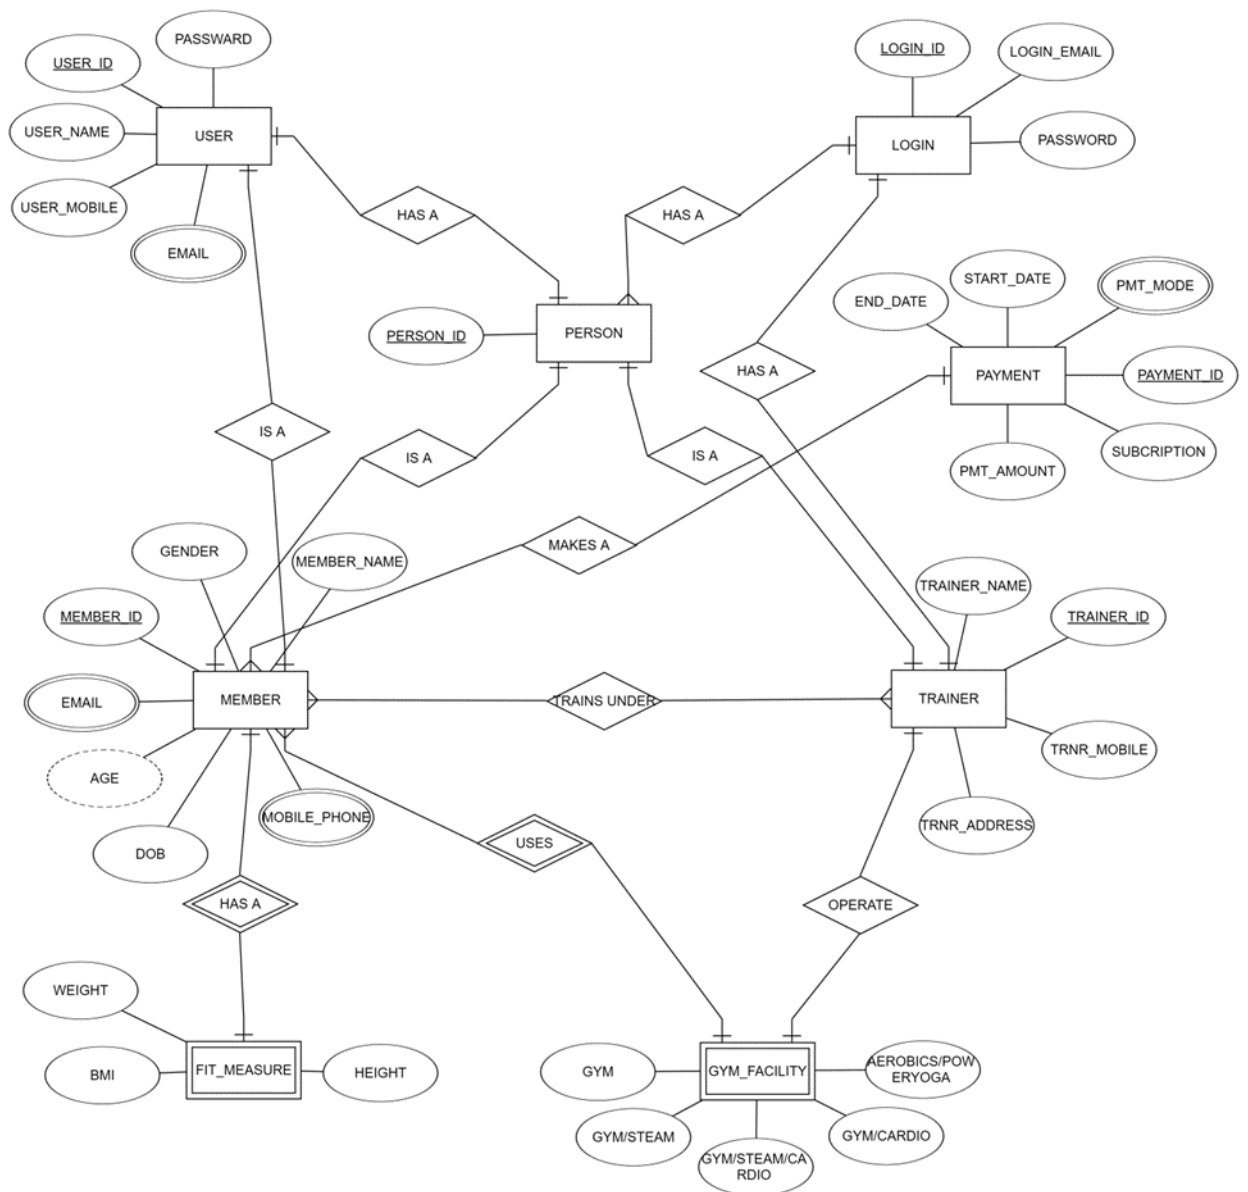 PASSWARD
USER_ID
LOGIN_ID
LOGIN_EMAIL
USER_NAME
USER
LOGIN
PASSWORD
USER_MOBILE
HAS A
HAS A
EMAIL
START_DATE
PMT_MODE
END_DATE
PERSON_ID
PERSON
HAS A
PAYMENT
PAYMENT_ID
IS A
IS A
IS A
SUBCRIPTION
PMT_AMOUNT
GENDER
MEMBER_NAME
MAKES A
TRAINER_NAME
MEMBER_ID
TRAINER_ID
EMAIL
MEMBER
TRAINS UNDER
TRAINER
AGE
TRNR_MOBILE
MOBILE_PHONE
TRNR_ADDRESS
DOB
USES
HAS A
OPERATE
WEIGHT
BMI
FIT_MEASURE
HEIGHT
GYM
GYM_FACILITY
AEROBICS/POW
ERYOGA
GYM/STEAM
GYM/CARDIO
GYM/STEAM/CA
RDIO